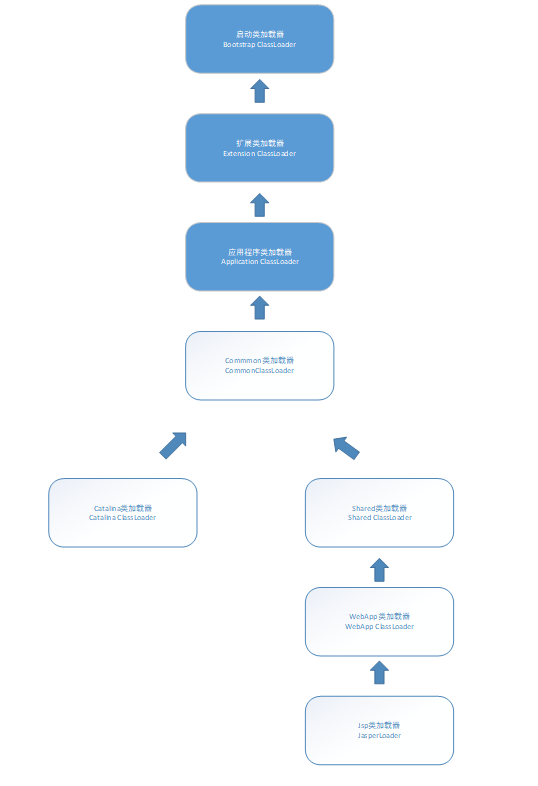 启动类加载器
Bootstrap ClassLoader
扩展类加载器
Extension ClassLoader
应用程序类加载器
Application ClassLoader
Commmon类加载器
CommonClassLoader
Catalina类加载器
Catalina ClassLoader
Shared类加载器
Shared ClassLoader
WebApp类加载器
WebApp ClassLoader
Jsp类加载器
JasperLoader